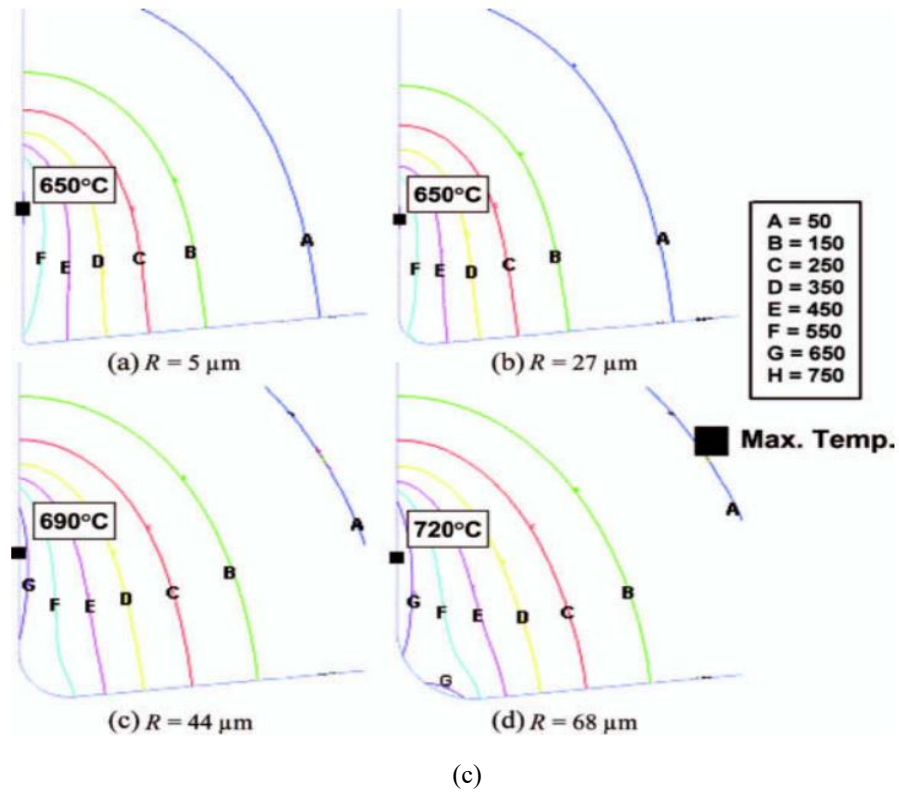 650°C
F
E
D
C
B
A
(a) R = 5 µm
650°C
F
E
D
C
B
A
(b) R = 27 µm
A = 50
B = 150
C = 250
D = 350
E = 450
F = 550
G = 650
H = 750
Max. Temp.
690°C
G
F
E
D
C
B
A
(c) R = 44 µm
720°C
G
F
E
D
C
B
A
G
(d) R = 68 µm
(c)